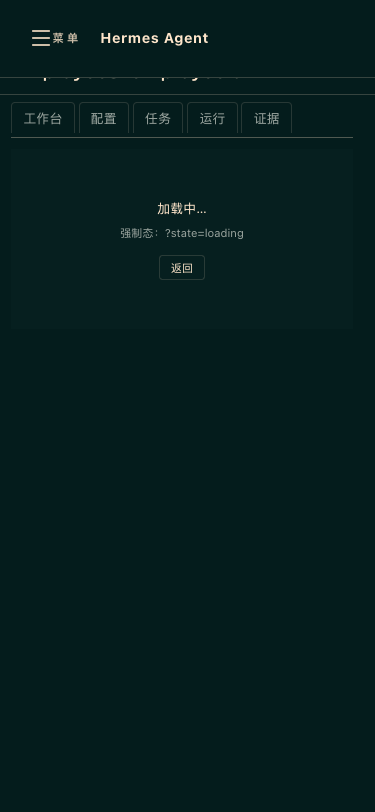 菜单 Hermes Agent
工作台 配置 任务 运行 证据
加载中…
强制态：?state=loading
返回